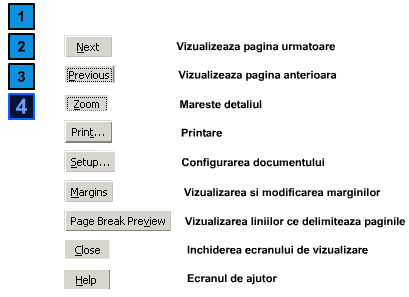 1
2
3
4
Next Vizualizeaza pagina urmatoare
Previous Vizualizeaza pagina anterioara
Zoom Mareste detaliul
Print... Printare
Setup... Configurarea documentului
Margins Vizualizarea si modificarea marginilor
Page Break Preview Vizualizarea liniilor ce delimiteaza paginile
Close Inchiderea ecranului de vizualizare
Help Ecranul de ajutor